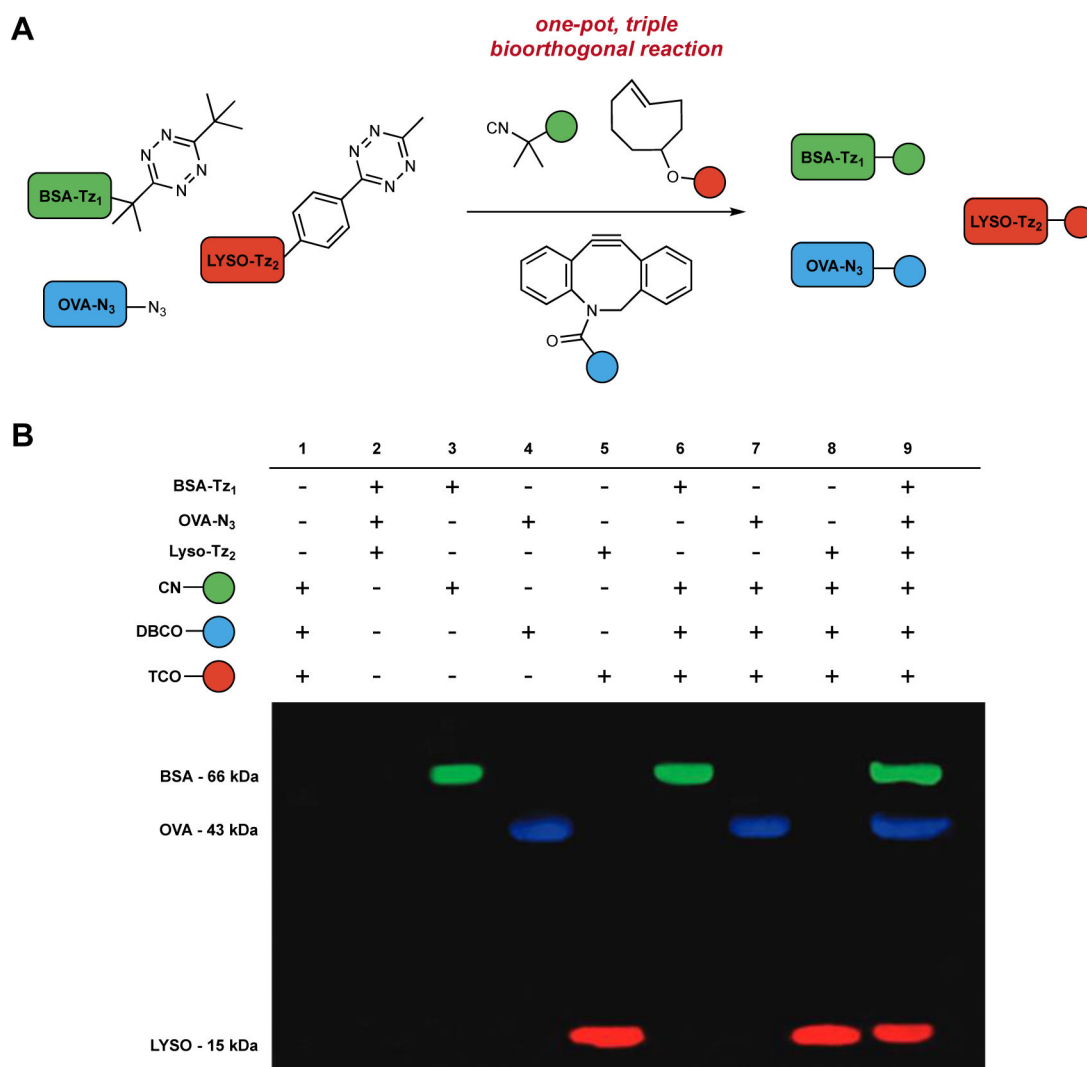 A
one-pot, triple
bioorthogonal reaction
N
N
N
N
BSA-Tz₁
N
N
N
N
LYSO-Tz₂
OVA-N₃
N₃
CN
O
N
O
BSA-Tz₁
LYSO-Tz₂
OVA-N₃
B
1 2 3 4 5 6 7 8 9
BSA-Tz₁ - + + - - + - - +
OVA-N₃ - + - + - - + - +
Lyso-Tz₂ - + - - + - - + +
CN + - + - - + + + +
DBCO + - - + - + + + +
TCO + - - - + + + + +
BSA - 66 kDa
OVA - 43 kDa
LYSO - 15 kDa